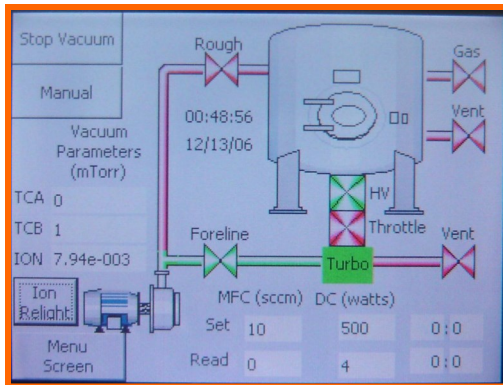 Stop Vacuum
Rough
Gas
Manual
00:48:56
12/13/06
Vent
Vacuum
Parameters
(mTorr)
HV
TCA 0
TCB 1
Foreline
Throttle
Vent
ION 7.94e-003
Turbo
Ion
Relight
MFC (sccm) DC (watts)
Set 10 500 0:0
Menu
Screen
Read 0 4 0:0